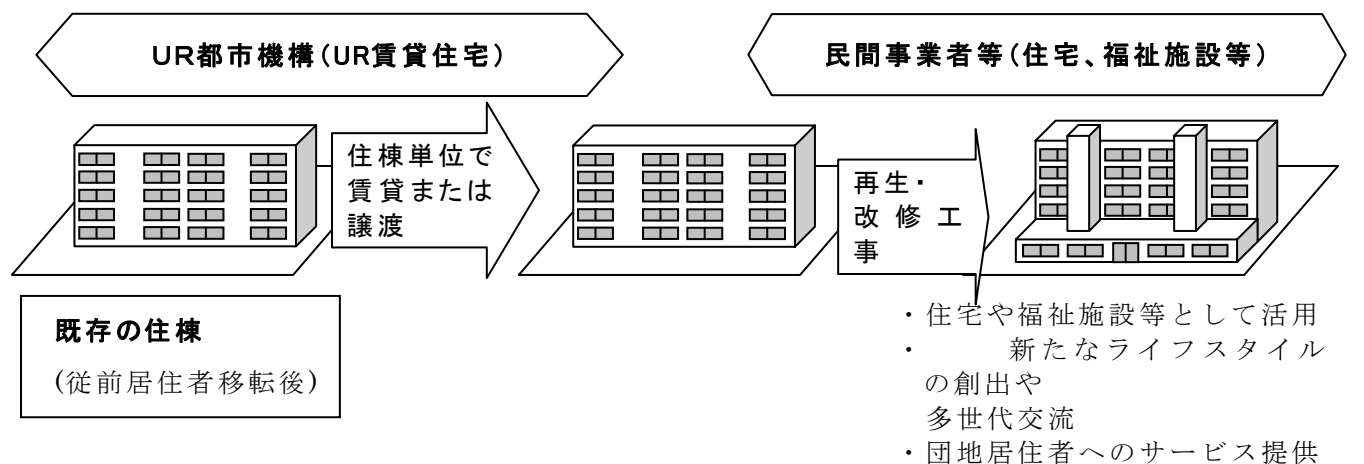 UR都市機構(UR賃貸住宅)
民間事業者等(住宅、福祉施設等)
住棟単位で
賃貸または
譲渡
再生・
改修工
事
既存の住棟
(従前居住者移転後)
・住宅や福祉施設等として活用
・ 新たなライフスタイル
の創出や
多世代交流
・団地居住者へのサービス提供